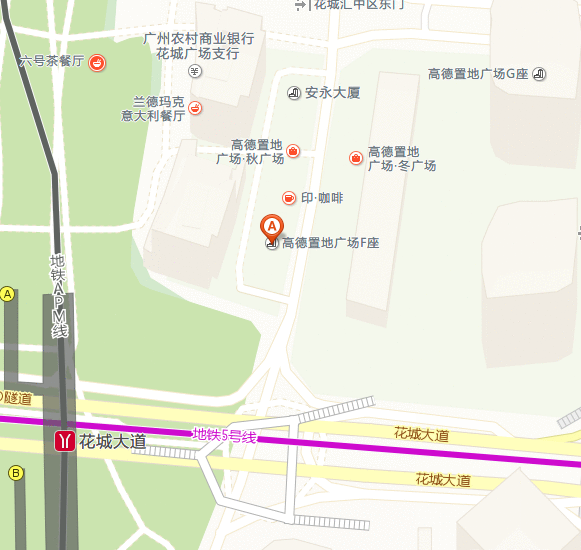 花城汇中区东门
广州农村商业银行
花城广场支行
六号茶餐厅
高德置地广场G座
安永大厦
兰德玛克
意大利餐厅
高德置地
广场·秋广场
高德置地
广场·冬广场
印·咖啡
A
高德置地广场F座
地铁APM线
A
隧道
花城大道
地铁5号线
花城大道
B
花城大道